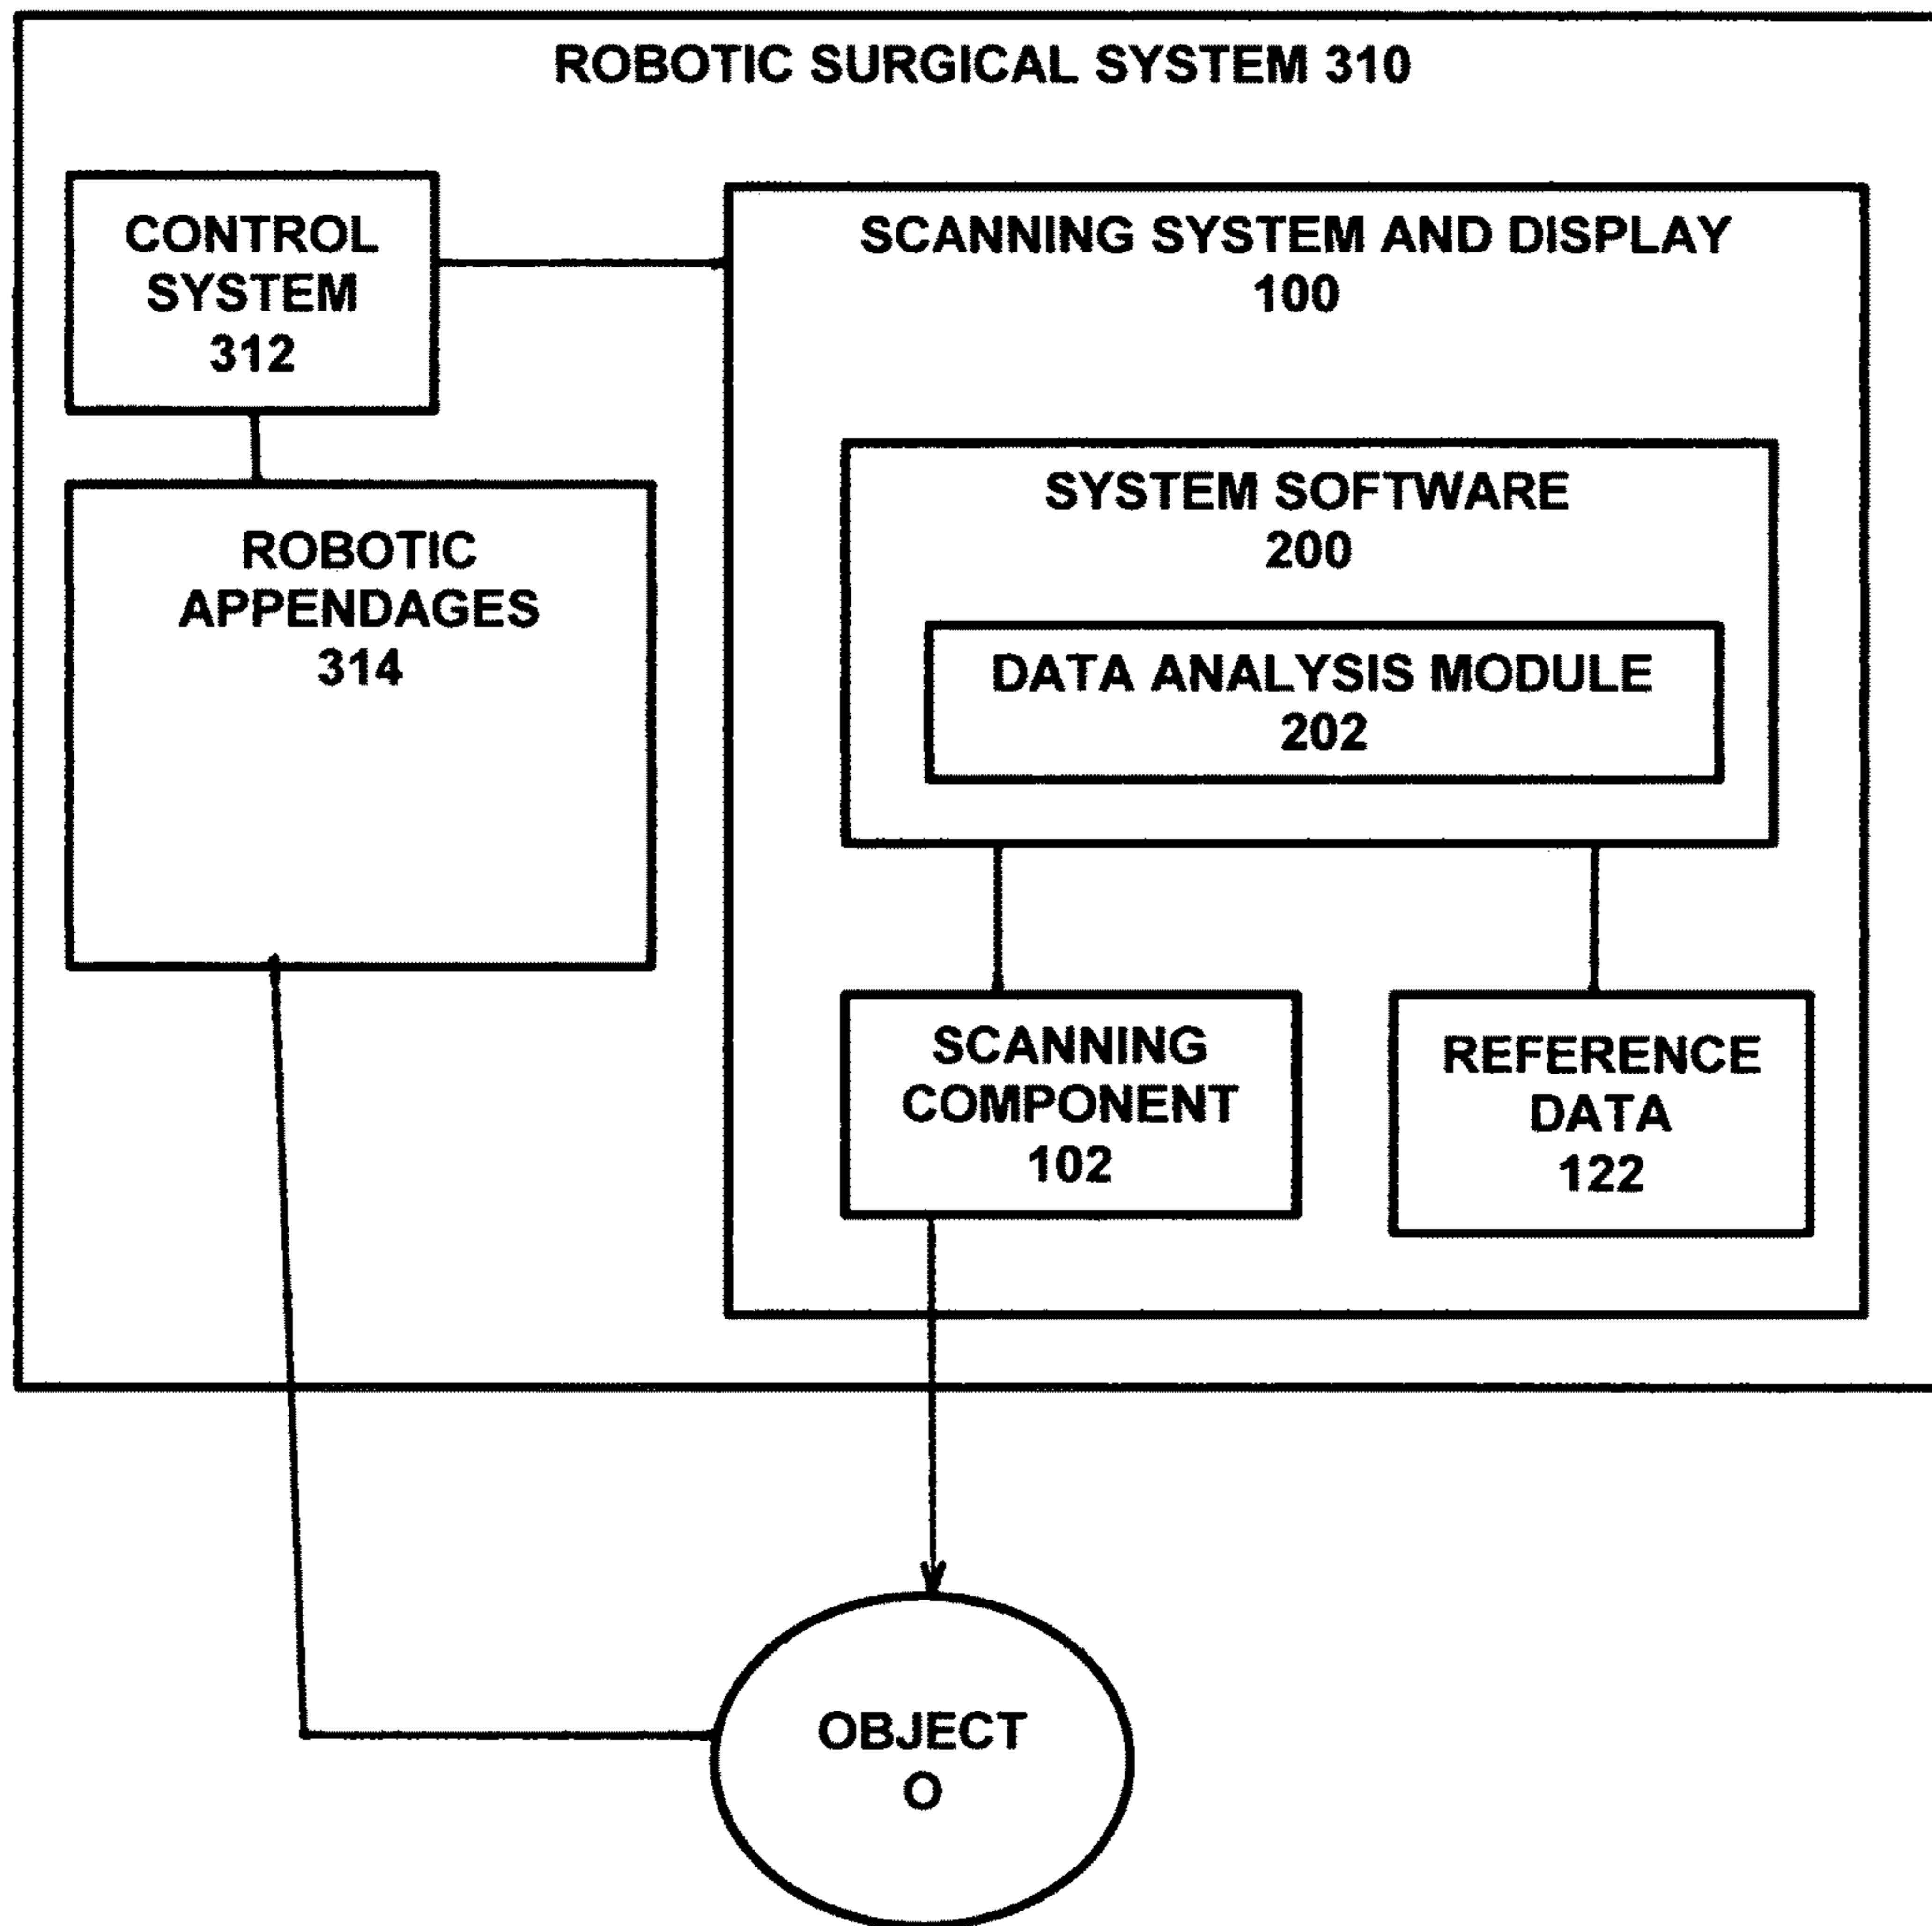 ROBOTIC SURGICAL SYSTEM 310
CONTROL
SYSTEM
312
SCANNING SYSTEM AND DISPLAY
100
ROBOTIC
APPENDAGES
314
SYSTEM SOFTWARE
200
DATA ANALYSIS MODULE
202
SCANNING
COMPONENT
102
REFERENCE
DATA
122
OBJECT
O